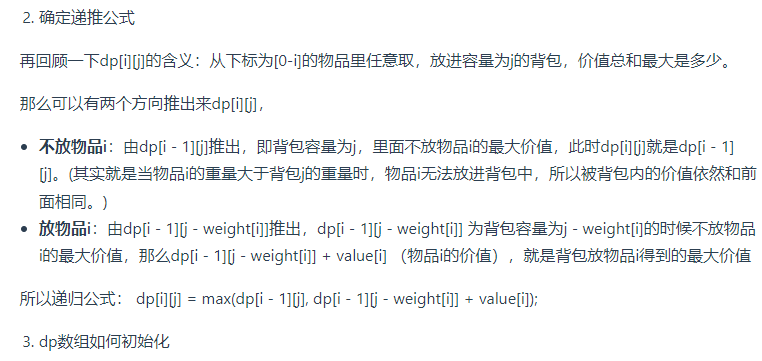 2. 确定递推公式
再回顾一下dp[i][j]的含义：从下标为[0-i]的物品里任意取，放进容量为j的背包，价值总和最大是多少。
那么可以有两个方向推出来dp[i][j]，
• 不放物品i：由dp[i - 1][j]推出，即背包容量为j，里面不放物品i的最大价值，此时dp[i][j]就是dp[i - 1]
[j]。(其实就是当物品i的重量大于背包j的重量时，物品i无法放进背包中，所以被背包内的价值依然和前
面相同。)
• 放物品i：由dp[i - 1][j - weight[i]]推出，dp[i - 1][j - weight[i]] 为背包容量为j - weight[i]的时候不放物品
i的最大价值，那么dp[i - 1][j - weight[i]] + value[i] （物品i的价值），就是背包放物品i得到的最大价值
所以递归公式： dp[i][j] = max(dp[i - 1][j], dp[i - 1][j - weight[i]] + value[i]);
3. dp数组如何初始化